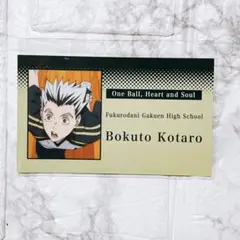 One Ball, Heart and Soul
Fukurodani Gakuen High School
Bokuto Kotaro